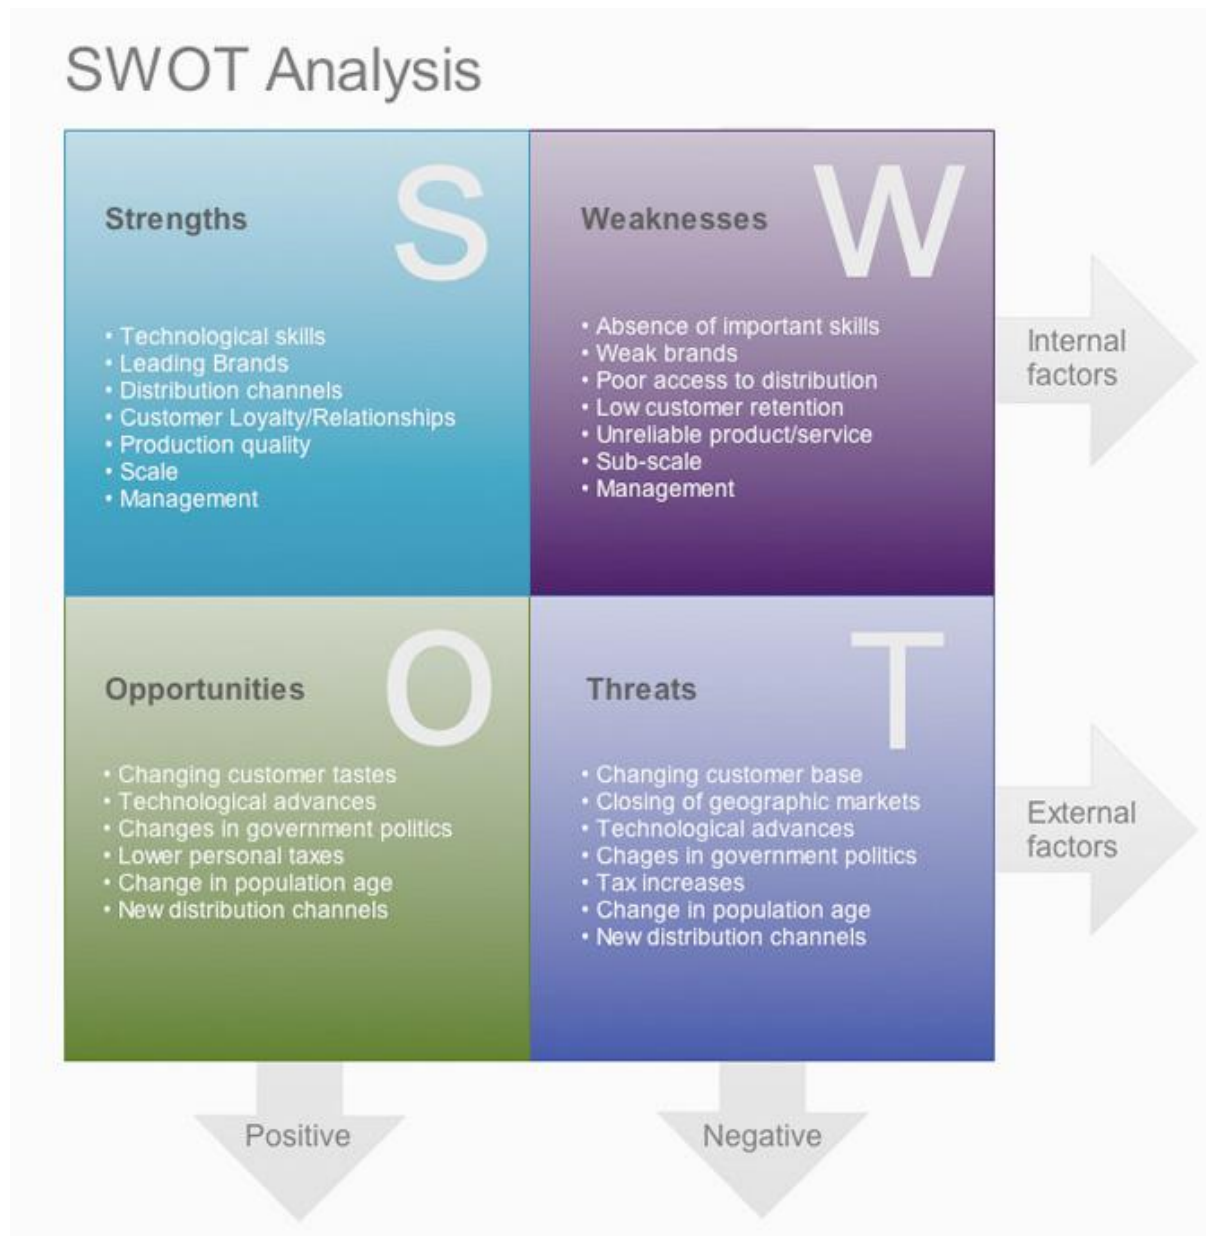 SWOT Analysis
Strengths
S
• Technological skills
• Leading Brands
• Distribution channels
• Customer Loyalty/Relationships
• Production quality
• Scale
• Management
Weaknesses
W
• Absence of important skills
• Weak brands
• Poor access to distribution
• Low customer retention
• Unreliable product/service
• Sub-scale
• Management
Internal
factors
Opportunities
O
• Changing customer tastes
• Technological advances
• Changes in government politics
• Lower personal taxes
• Change in population age
• New distribution channels
Threats
T
• Changing customer base
• Closing of geographic markets
• Technological advances
• Chages in government politics
• Tax increases
• Change in population age
• New distribution channels
External
factors
Positive
Negative